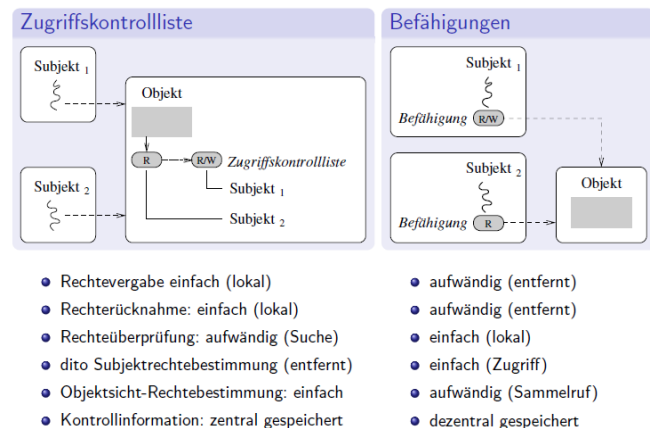 Zugriffskontrollliste
Subjekt 1
Objekt
R
R/W
Zugriffskontrollliste
Subjekt 1
Subjekt 2
Subjekt 2
Rechtevergabe einfach (lokal)
Rechterücknahme: einfach (lokal)
Rechteüberprüfung: aufwändig (Suche)
dito Subjektrechtebestimmung (entfernt)
Objektsicht-Rechtebestimmung: einfach
Kontrollinformation: zentral gespeichert
Befähigungen
Subjekt 1
Befähigung R/W
Subjekt 2
Befähigung R
Objekt
aufwändig (entfernt)
aufwändig (entfernt)
einfach (lokal)
einfach (Zugriff)
aufwändig (Sammelruf)
dezentral gespeichert